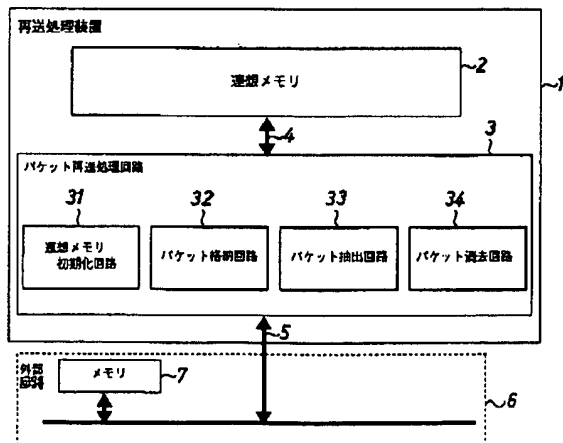 再送処理装置
2
連想メモリ
1
4
3
パケット再送処理回路
31
32
33
34
連想メモリ
初期化回路
パケット格納回路
パケット抽出回路
パケット消去回路
5
外部
回路
メモリ
7
6